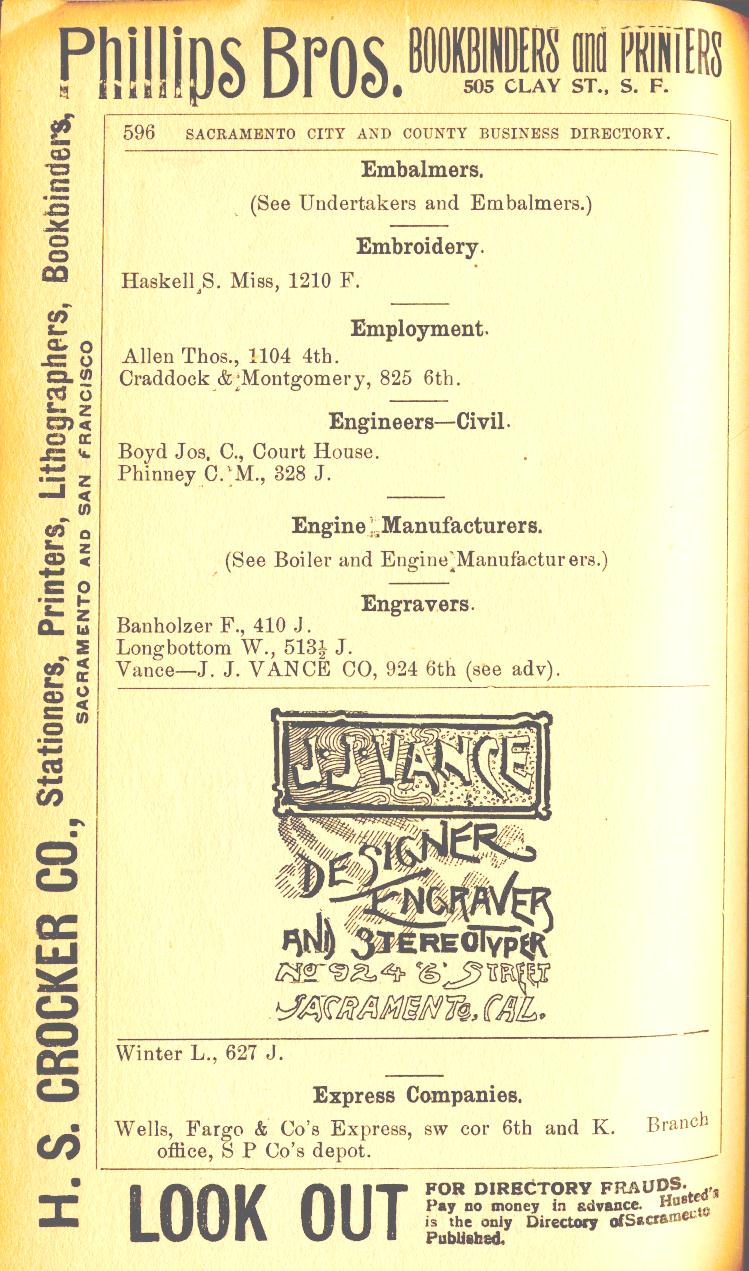 Phillips Bros. BOOKBINDERS and PRINTERS
505 CLAY ST., S. F.
H. S. CROCKER CO., Stationers, Printers, Lithographers, Bookbinders,
SACRAMENTO AND SAN FRANCISCO
596 SACRAMENTO CITY AND COUNTY BUSINESS DIRECTORY.
Embalmers.
(See Undertakers and Embalmers.)
Embroidery.
Haskell S. Miss, 1210 F.
Employment.
Allen Thos., 1104 4th.
Craddock & Montgomery, 825 6th.
Engineers—Civil.
Boyd Jos. C., Court House.
Phinney C. M., 328 J.
Engine Manufacturers.
(See Boiler and Engine Manufacturers.)
Engravers.
Banholzer F., 410 J.
Longbottom W., 513½ J.
Vance—J. J. VANCE CO, 924 6th (see adv).
J. J. VANCE
DESIGNER
ENGRAVER
AND STEREOTYPER
No 924 "6" STREET
SACRAMENTO, CAL.
Winter L., 627 J.
Express Companies.
Wells, Fargo & Co's Express, sw cor 6th and K. Branch
office, S P Co's depot.
LOOK OUT
FOR DIRECTORY FRAUDS.
Pay no money in advance. Husted's
is the only Directory of Sacramento
Published.